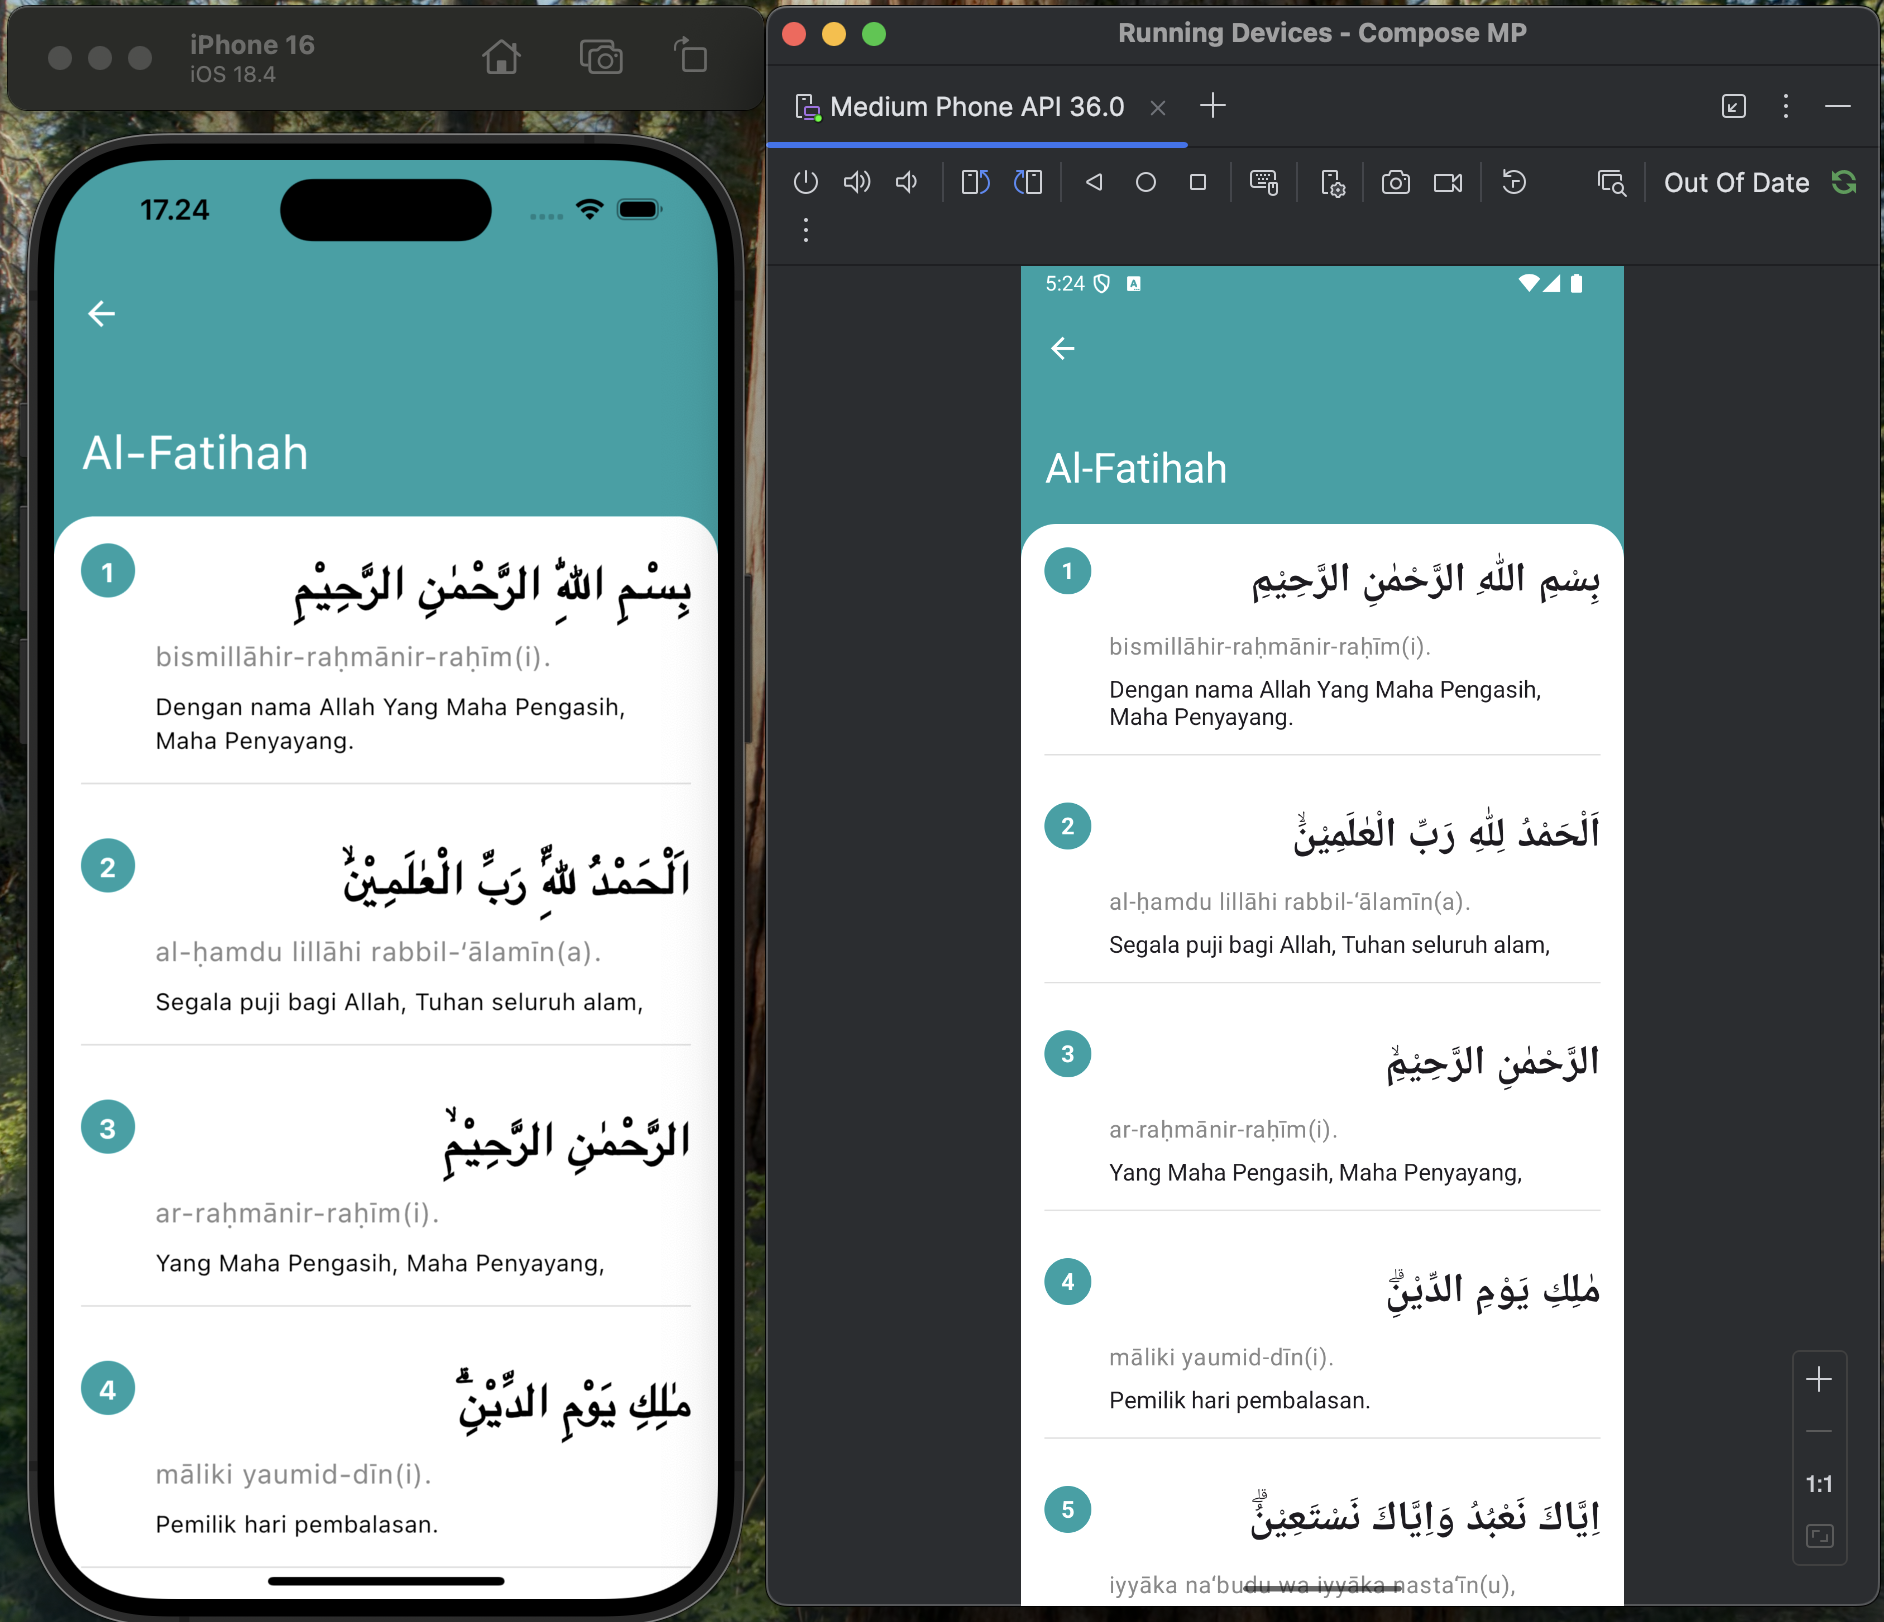 iPhone 16
iOS 18.4
17.24
Al-Fatihah
1
بِسْمِ اللّٰهِ الرَّحْمٰنِ الرَّحِيْمِ
bismillāhir-raḥmānir-raḥīm(i).
Dengan nama Allah Yang Maha Pengasih,
Maha Penyayang.
2
اَلْحَمْدُ لِلّٰهِ رَبِّ الْعٰلَمِيْنَۙ
al-ḥamdu lillāhi rabbil-‘ālamīn(a).
Segala puji bagi Allah, Tuhan seluruh alam,
3
الرَّحْمٰنِ الرَّحِيْمِۙ
ar-raḥmānir-raḥīm(i).
Yang Maha Pengasih, Maha Penyayang,
4
مٰلِكِ يَوْمِ الدِّيْنِۗ
māliki yaumid-dīn(i).
Pemilik hari pembalasan.
Running Devices - Compose MP
Medium Phone API 36.0
Out Of Date
5:24
A
Al-Fatihah
1
بِسْمِ اللّٰهِ الرَّحْمٰنِ الرَّحِيْمِ
bismillāhir-raḥmānir-raḥīm(i).
Dengan nama Allah Yang Maha Pengasih,
Maha Penyayang.
2
اَلْحَمْدُ لِلّٰهِ رَبِّ الْعٰلَمِيْنَۙ
al-ḥamdu lillāhi rabbil-‘ālamīn(a).
Segala puji bagi Allah, Tuhan seluruh alam,
3
الرَّحْمٰنِ الرَّحِيْمِۙ
ar-raḥmānir-raḥīm(i).
Yang Maha Pengasih, Maha Penyayang,
4
مٰلِكِ يَوْمِ الدِّيْنِۗ
māliki yaumid-dīn(i).
Pemilik hari pembalasan.
5
اِيَّاكَ نَعْبُدُ وَاِيَّاكَ نَسْتَعِيْنُۗ
iyyāka na‘budu wa iyyāka nasta‘īn(u),
1:1